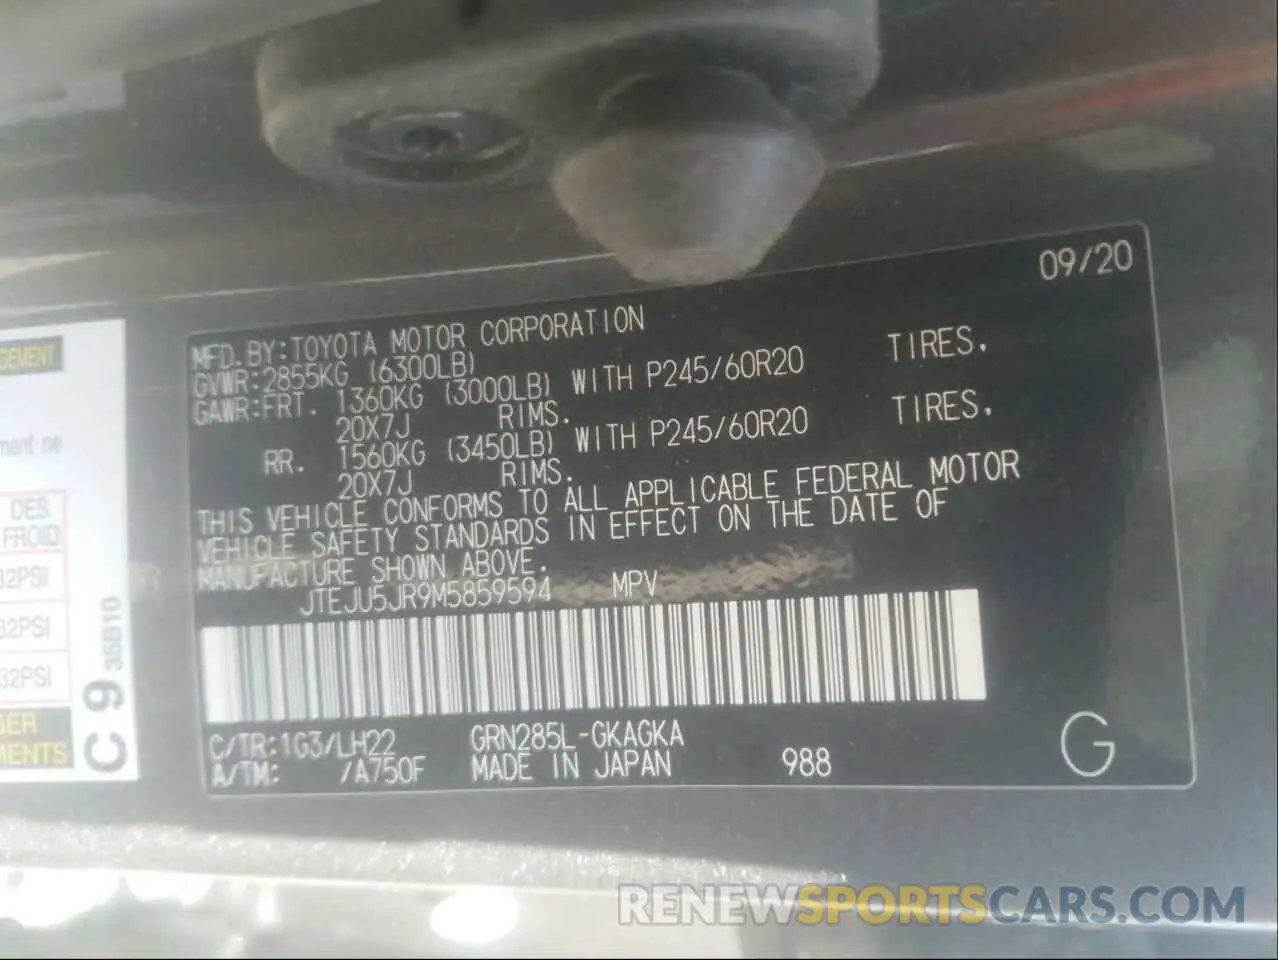 09/20
MFD.BY:TOYOTA MOTOR CORPORATION
GVWR:2855KG (6300LB)
GAWR:FRT. 1360KG (3000LB) WITH P245/60R20 TIRES.
20X7J RIMS.
RR. 1560KG (3450LB) WITH P245/60R20 TIRES.
20X7J RIMS.
THIS VEHICLE CONFORMS TO ALL APPLICABLE FEDERAL MOTOR
VEHICLE SAFETY STANDARDS IN EFFECT ON THE DATE OF
MANUFACTURE SHOWN ABOVE.
JTEJU5JR9M5859594 MPV
C/TR:1G3/LH22 GRN285L-GKAGKA
A/TM: /A750F MADE IN JAPAN 988
G
ne
DES
FROID
32PSI
32PSI
32PSI
C9 35B10
RENEWSPORTSCARS.COM